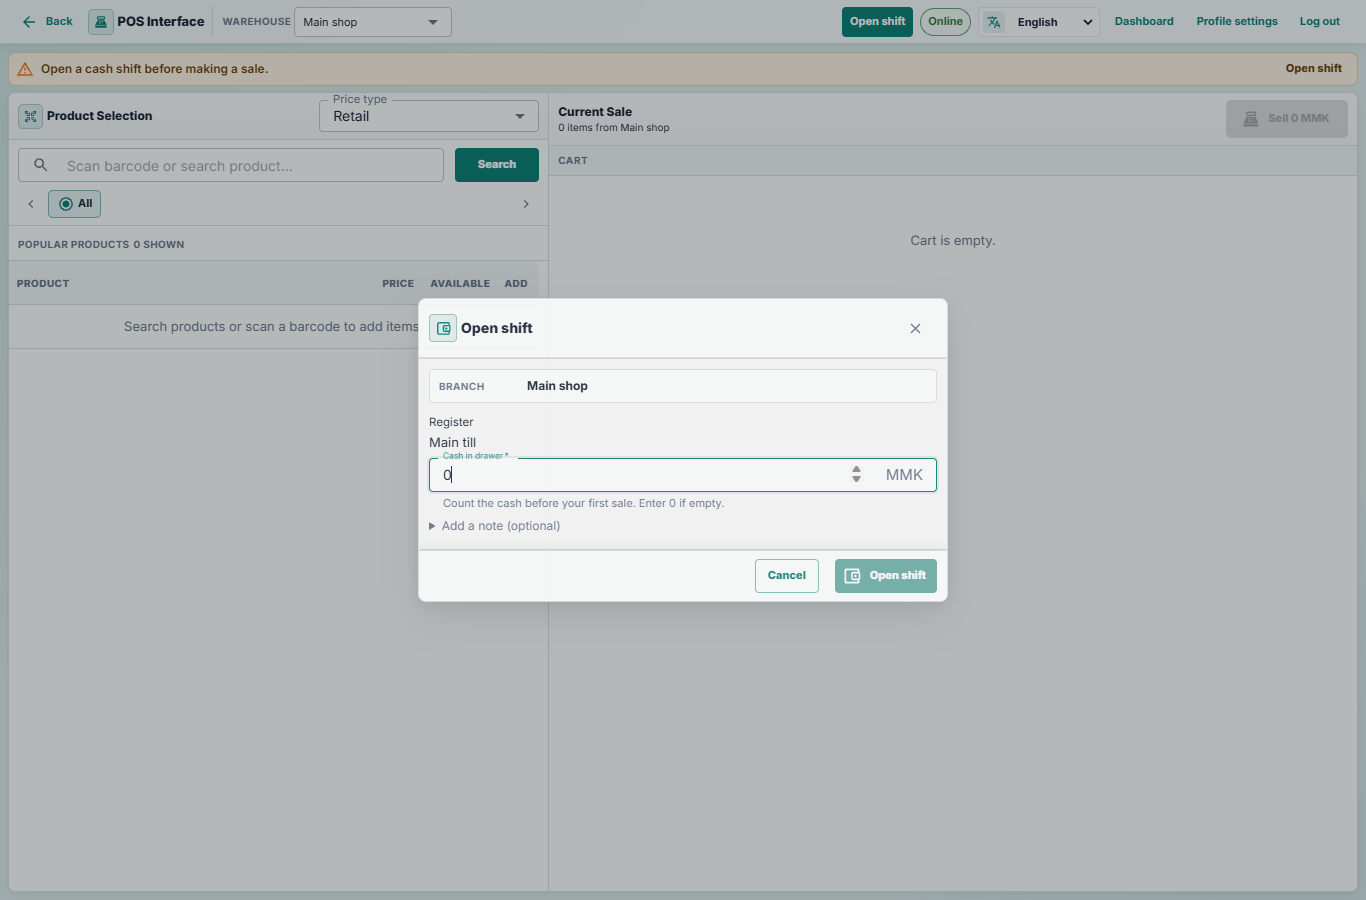 Back
POS Interface
WAREHOUSE
Main shop
Open shift
Online
English
Dashboard
Profile settings
Log out
Open a cash shift before making a sale.
Open shift
Product Selection
Price type
Retail
Current Sale
0 items from Main shop
Sell 0 MMK
Scan barcode or search product...
Search
CART
All
Cart is empty.
POPULAR PRODUCTS 0 SHOWN
PRODUCT PRICE AVAILABLE ADD
Search products or scan a barcode to add items
Open shift
BRANCH Main shop
Register
Main till
Cash in drawer *
0 MMK
Count the cash before your first sale. Enter 0 if empty.
Add a note (optional)
Cancel
Open shift